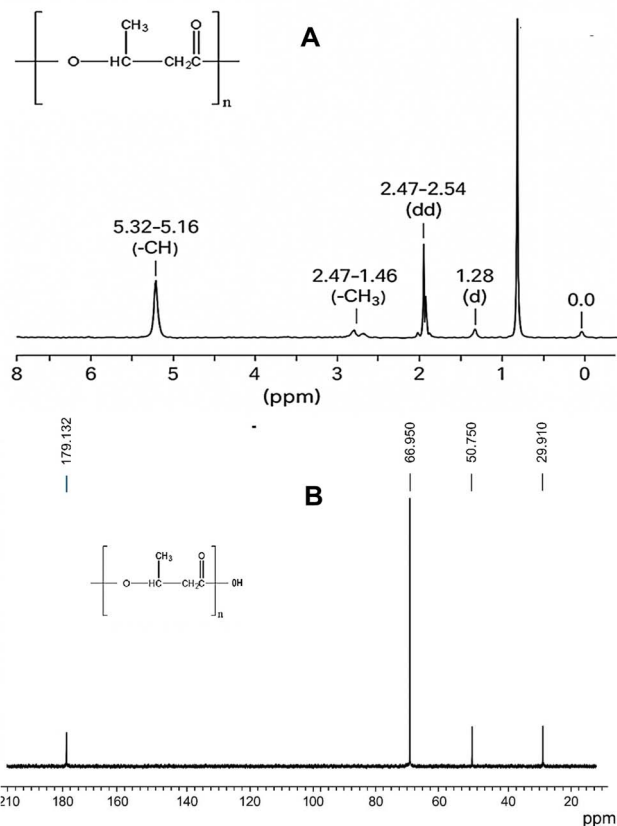 CH₃ O
A
O HC CH₂C
n
2.47–2.54
(dd)
5.32–5.16
(-CH)
2.47–1.46
(-CH₃)
1.28
(d)
0.0
8 6 5 3 2 1 0
(ppm)
179.132 66.950 50.750 29.910
B
CH₃ O
O HC CH₂C OH
n
210 180 160 140 120 100 80 60 40 20
ppm